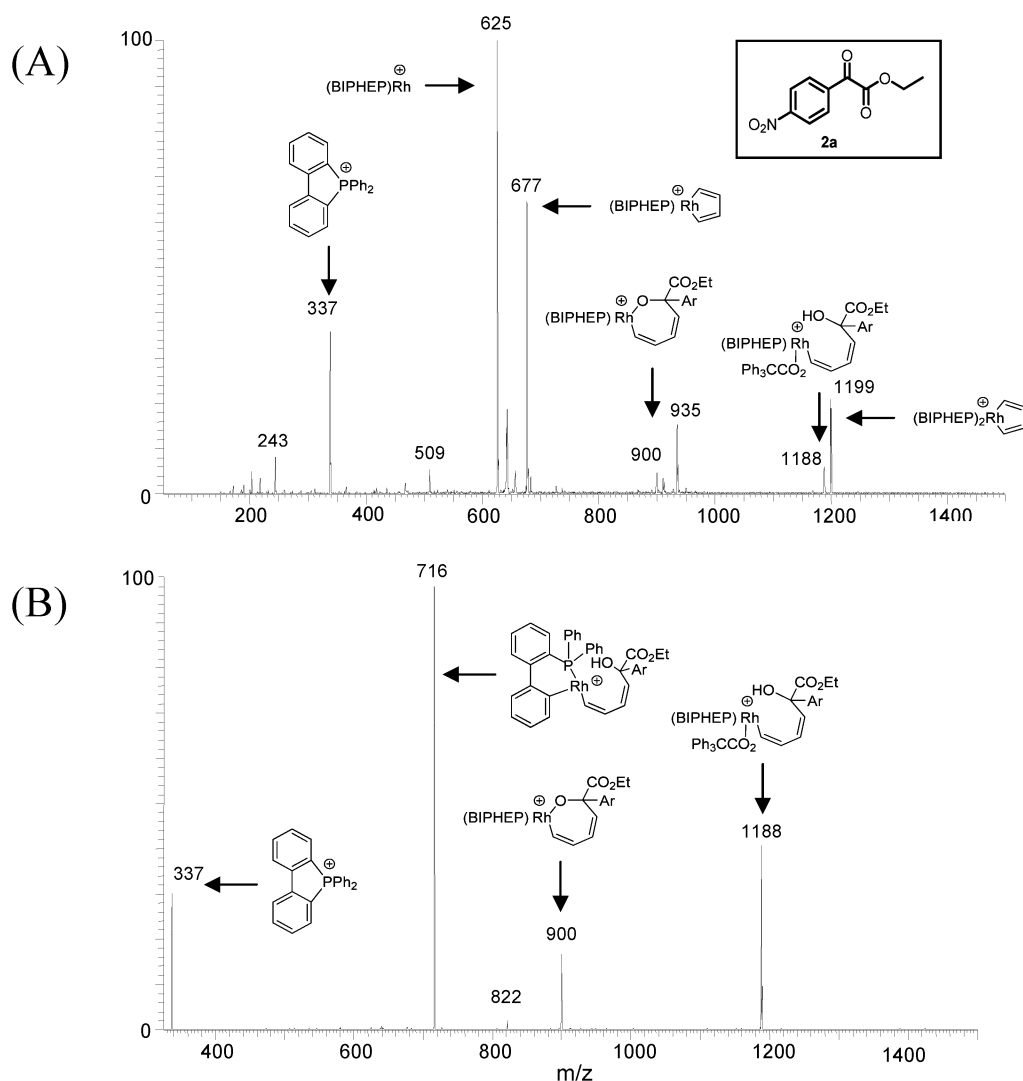 (A)
100
625
(BIPHEP)Rh
⊕
O
O
O
O2N
2a
⊕
PPh2
337
677
(BIPHEP)
⊕
Rh
CO2Et
⊕
O
Ar
(BIPHEP)
Rh
HO
CO2Et
⊕
Ar
(BIPHEP)
Rh
Ph3CCO2
1199
(BIPHEP)2Rh
⊕
935
900
1188
243
509
0
200
400
600
800
1000
1200
1400
(B)
100
716
Ph
Ph
P
HO
CO2Et
Ar
Rh
⊕
HO
CO2Et
⊕
Ar
(BIPHEP)
Rh
Ph3CCO2
CO2Et
⊕
O
Ar
(BIPHEP)
Rh
1188
337
⊕
PPh2
900
822
0
400
600
800
1000
1200
1400
m/z